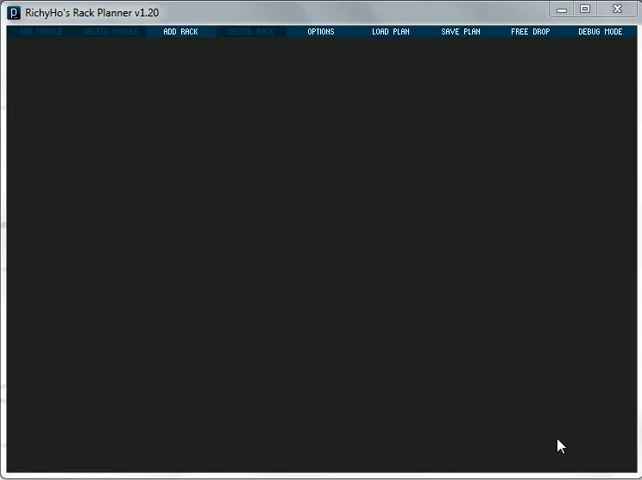 RichyHo's Rack Planner v1.20
ADD MODULE DELETE MODULE ADD RACK DELETE RACK OPTIONS LOAD PLAN SAVE PLAN FREE DROP DEBUG MODE